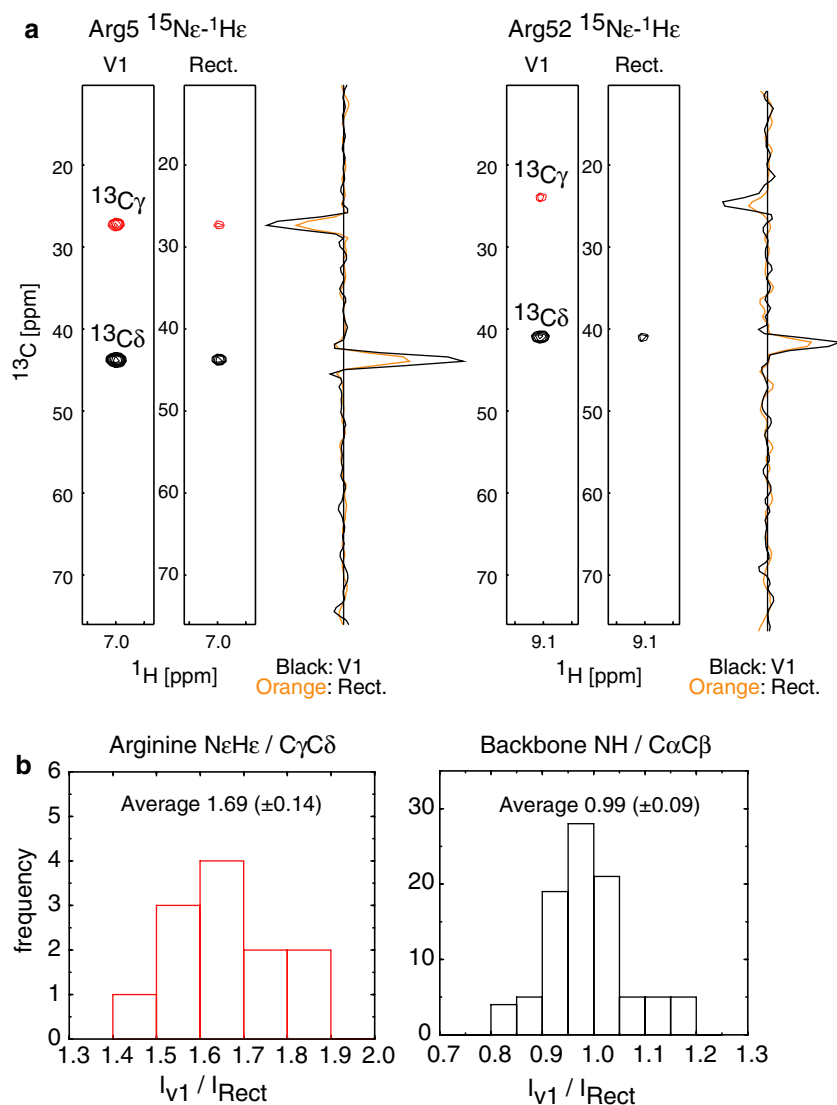 a
Arg5 ¹⁵Nε-¹Hε
Arg52 ¹⁵Nε-¹Hε
V1
Rect.
V1
Rect.
¹³Cγ
¹³Cδ
¹³Cγ
¹³Cδ
¹³C [ppm]
20
30
40
50
60
70
20
30
40
50
60
70
20
30
40
50
60
70
20
30
40
50
60
70
7.0
7.0
9.1
9.1
¹H [ppm]
Black: V1
Orange: Rect.
¹H [ppm]
Black: V1
Orange: Rect.
b
Arginine NεHε / CγCδ
Backbone NH / CαCβ
Average 1.69 (±0.14)
Average 0.99 (±0.09)
frequency
6
5
4
3
2
1
0
30
20
10
0
1.3 1.4 1.5 1.6 1.7 1.8 1.9 2.0
0.7 0.8 0.9 1.0 1.1 1.2 1.3
Iv1 / IRect
Iv1 / IRect